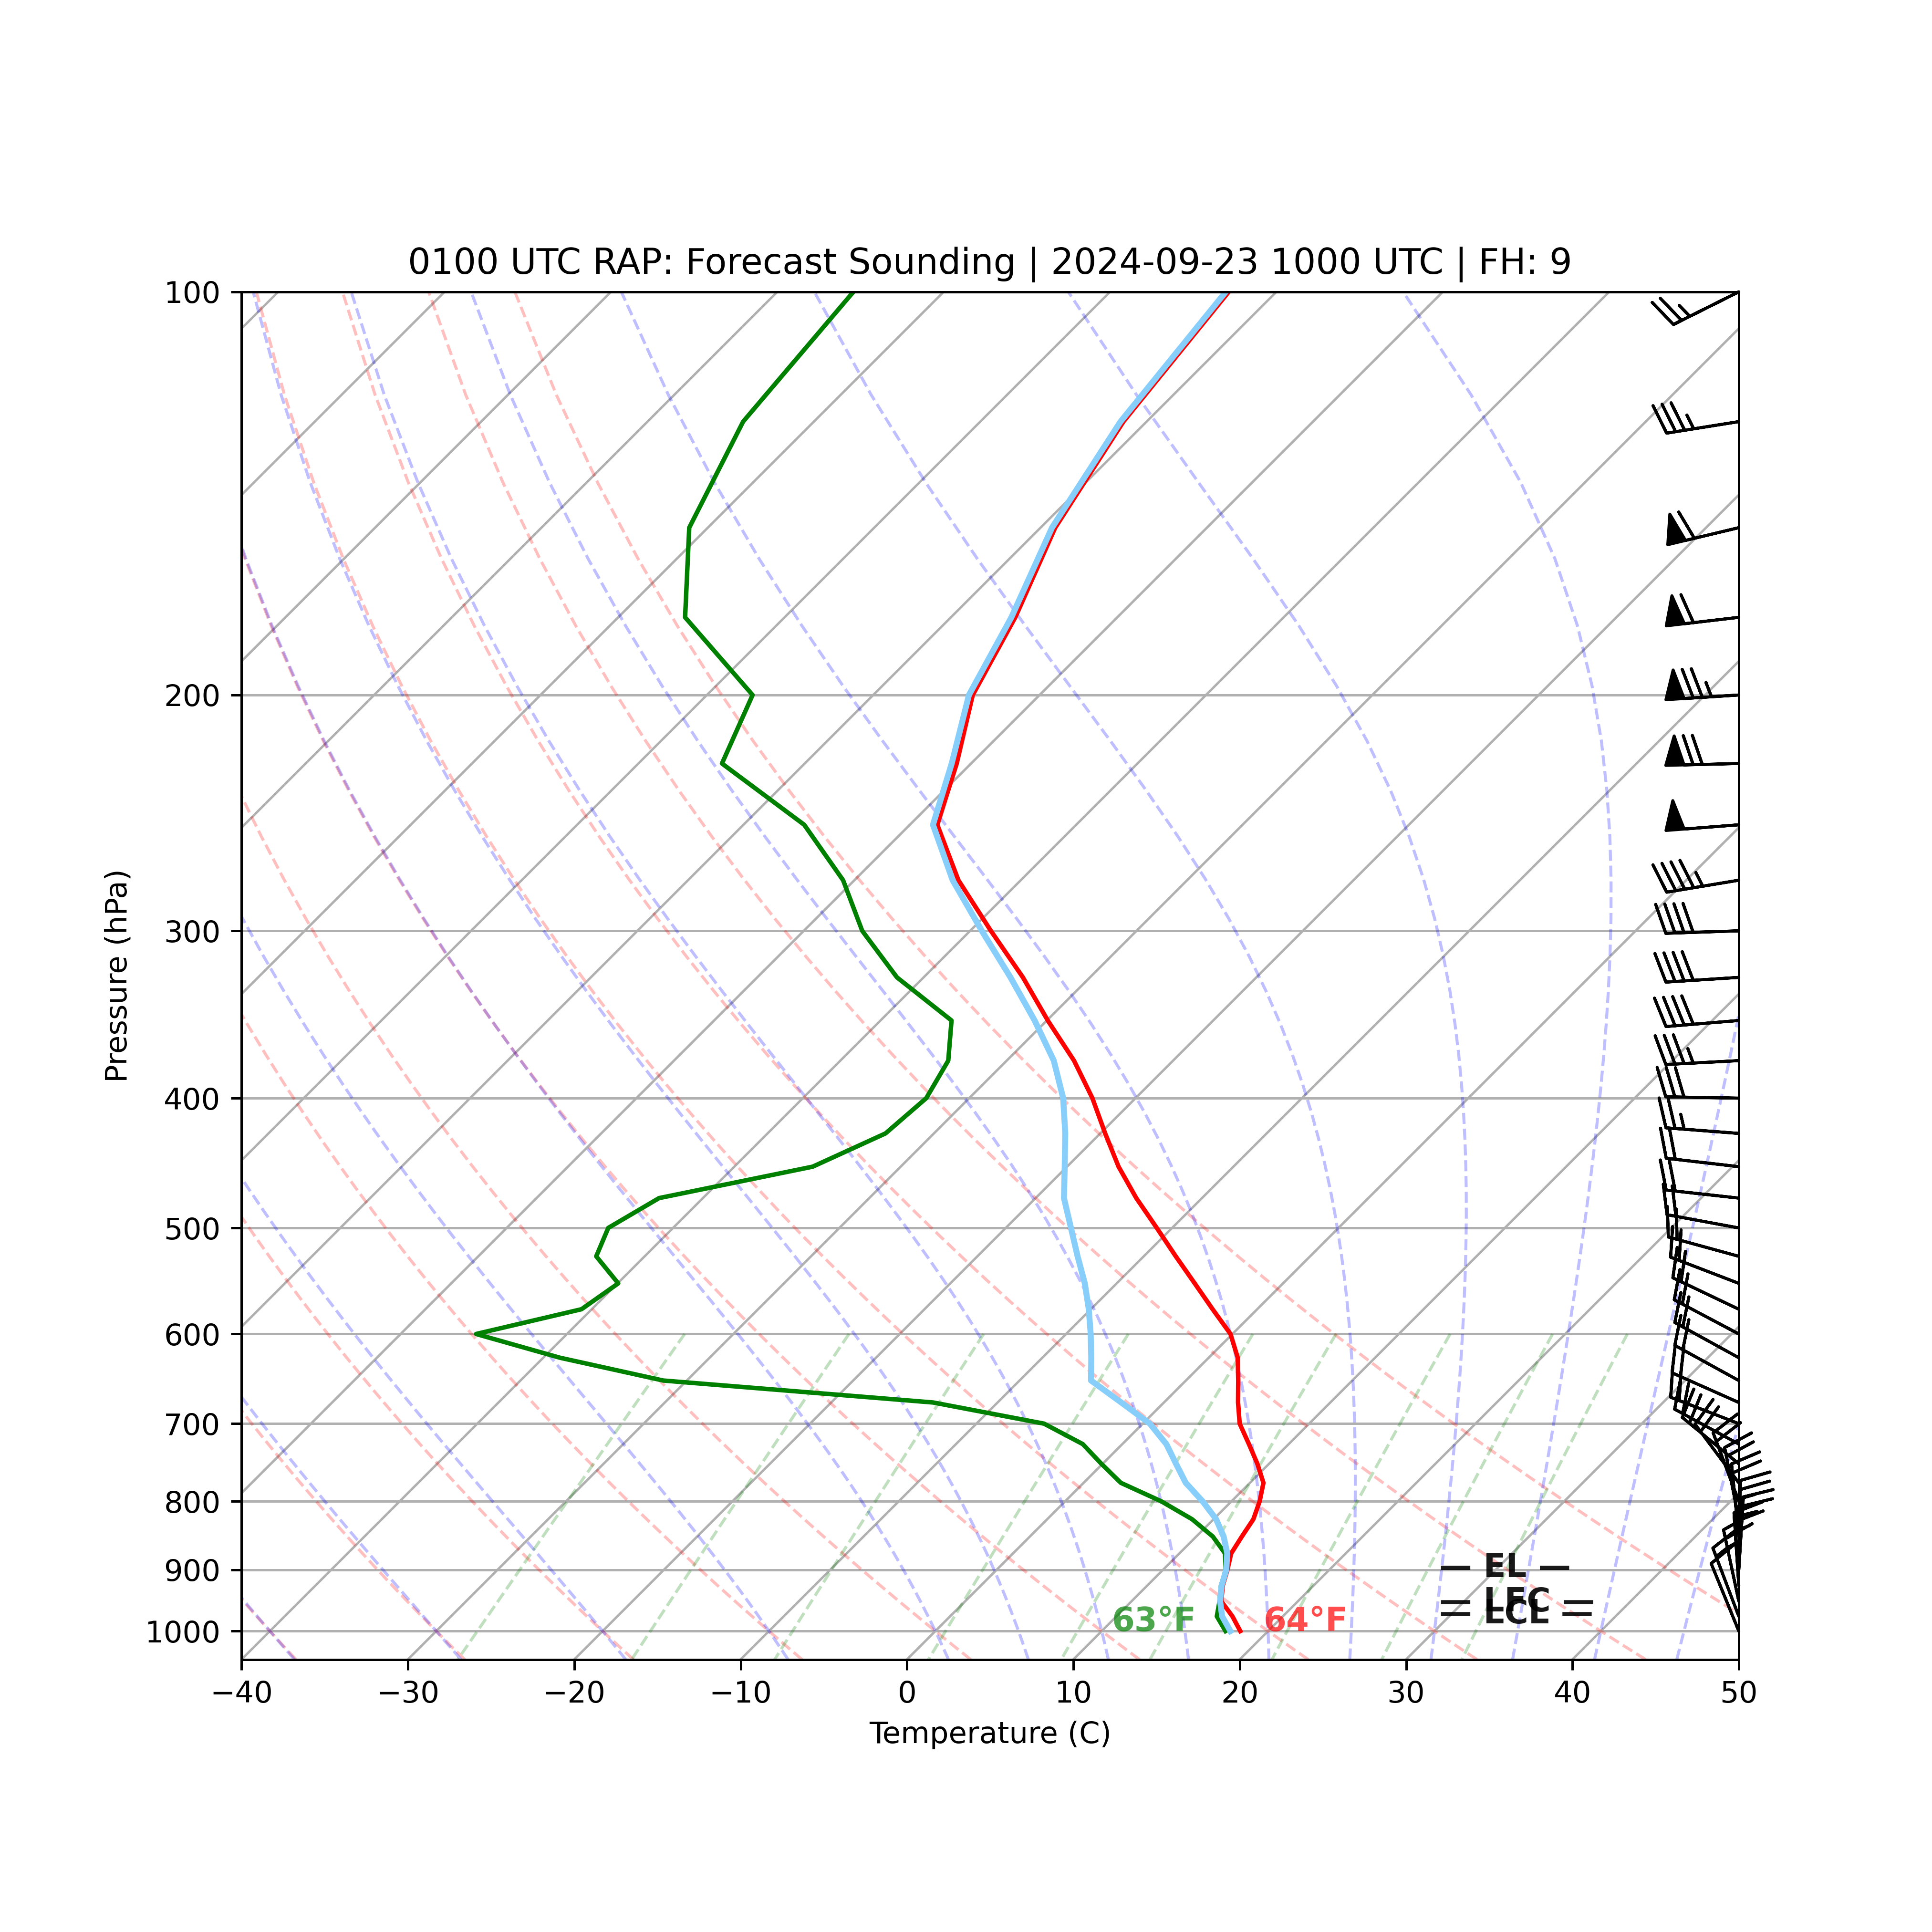 0100 UTC RAP: Forecast Sounding | 2024-09-23 1000 UTC | FH: 9
100
200
300
400
500
600
700
800
900
1000
Pressure (hPa)
— EL —
— LFC —
— LCL —
63°F
64°F
−40
−30
−20
−10
0
10
20
30
40
50
Temperature (C)